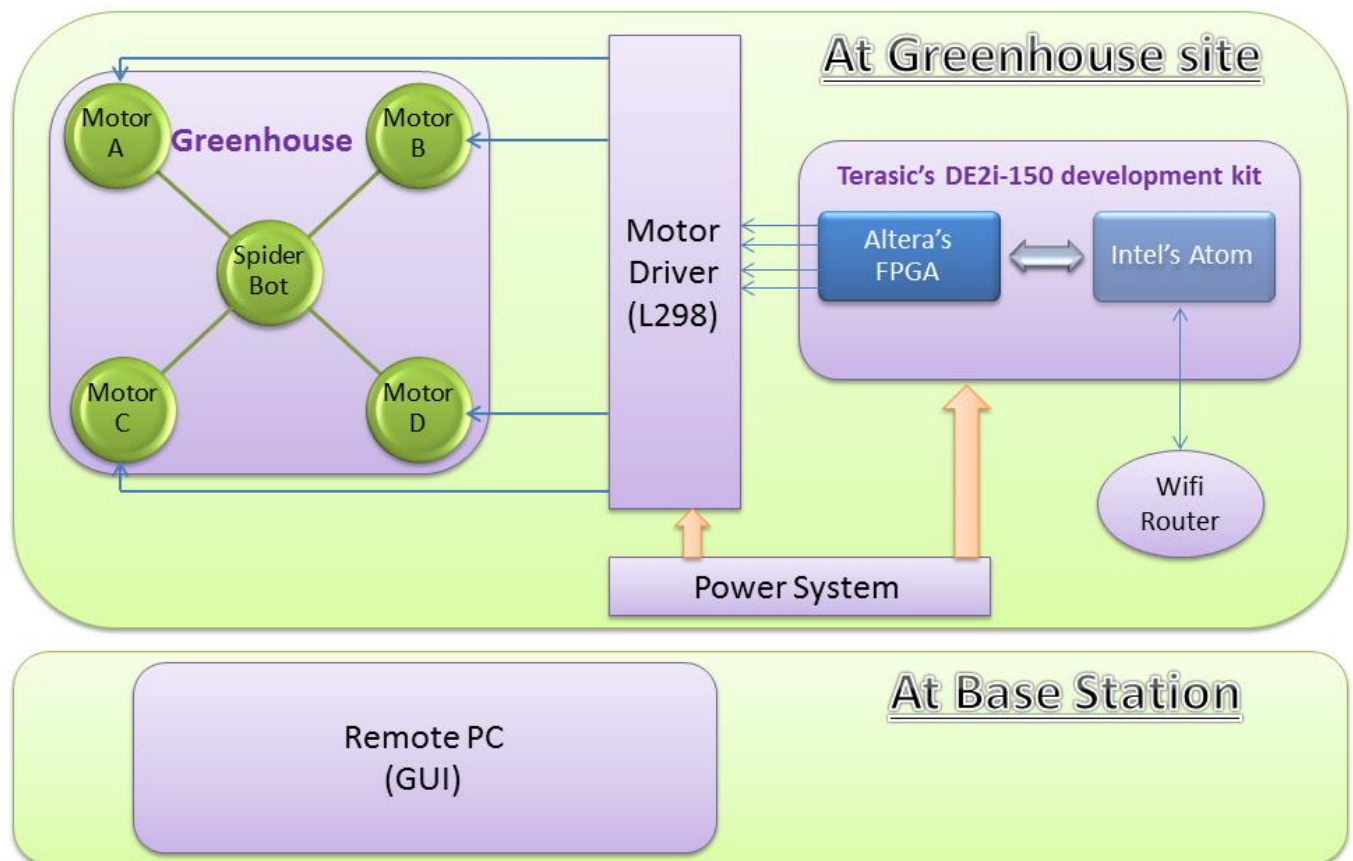 At Greenhouse site
Motor
A
Greenhouse
Motor
B
Spider
Bot
Motor
C
Motor
D
Motor
Driver
(L298)
Terasic's DE2i-150 development kit
Altera's
FPGA
Intel's Atom
Wifi
Router
Power System
At Base Station
Remote PC
(GUI)